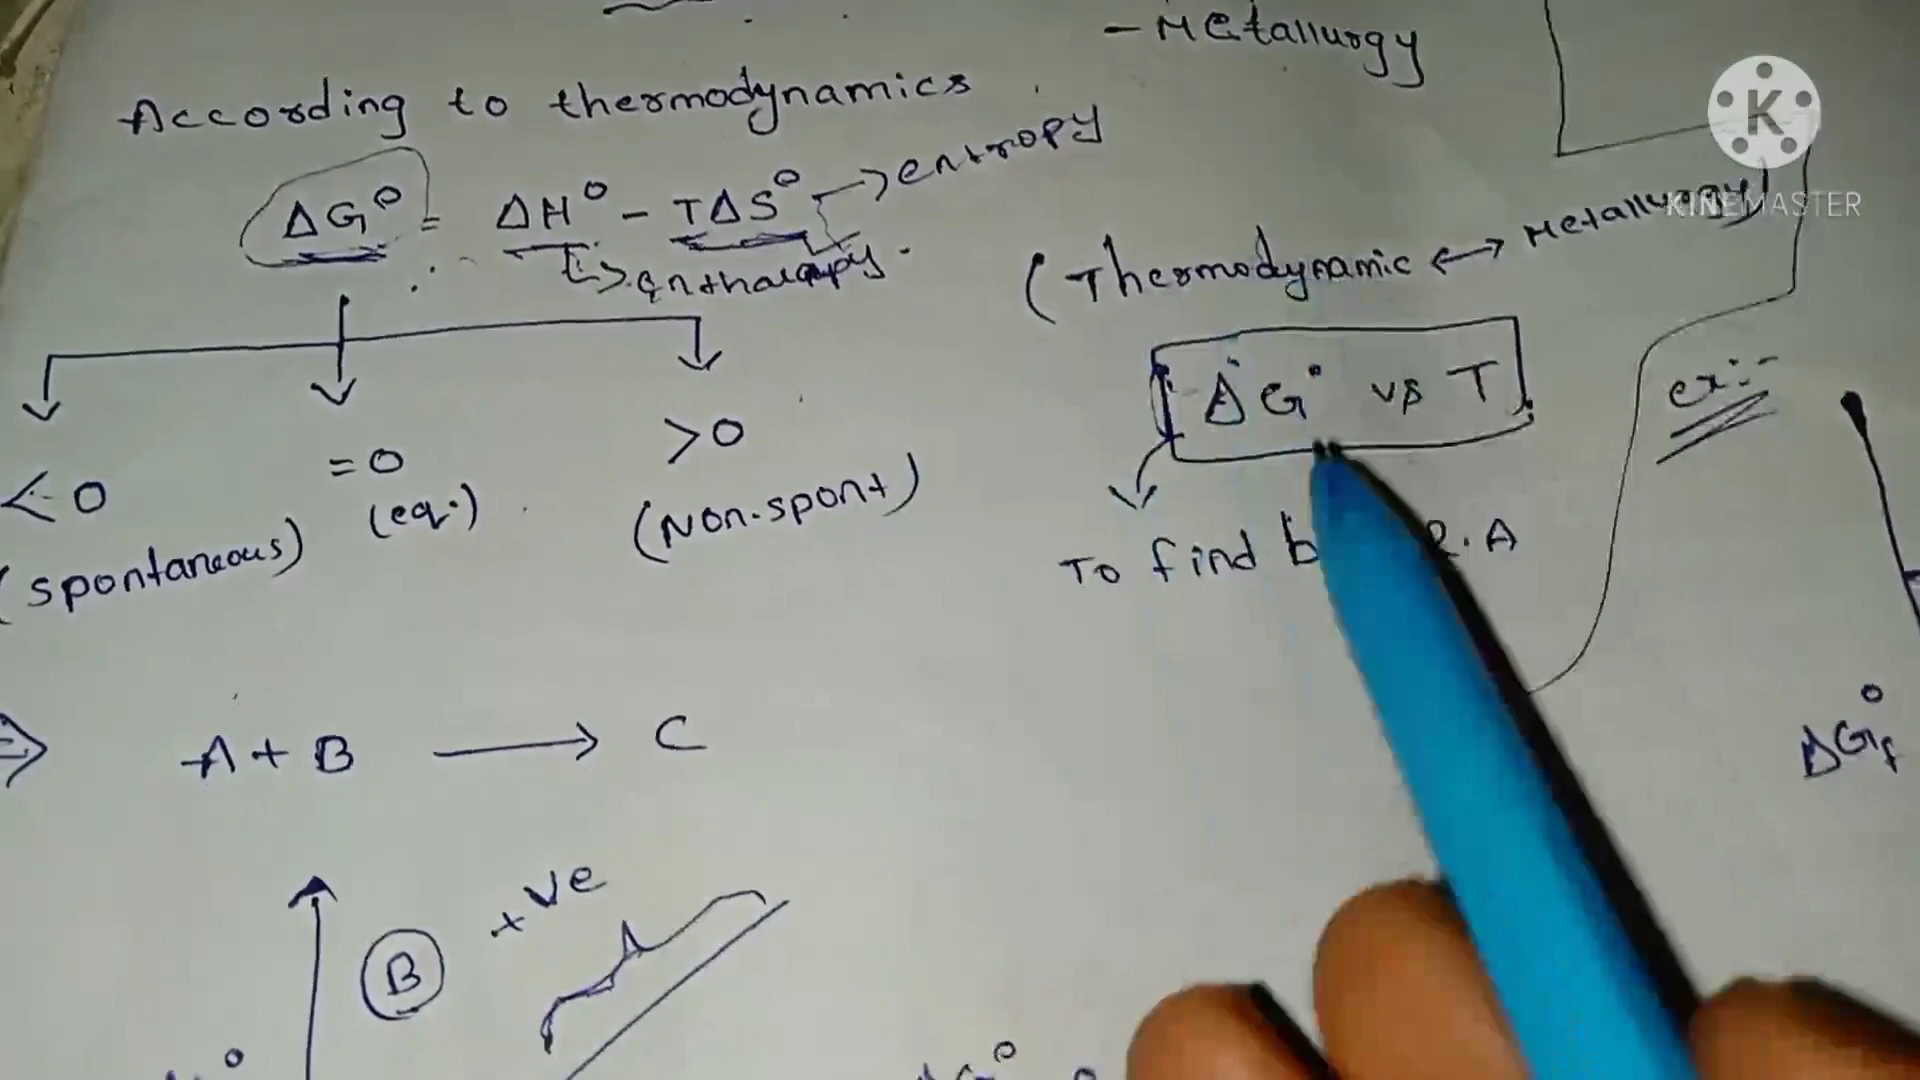 - Metallurgy
According to thermodynamics
ΔG° = ΔH° - TΔS° → entropy
enthalpy.
(Thermodynamic ↔ Metallurgy)
K
KINEMASTER
ΔG° vs T
ex:-
< 0
= 0
> 0
(spontaneous)
(eq.)
(Non-spont)
To find R.A
⇒ A + B → C
ΔG°f
+ve
B
ΔG°